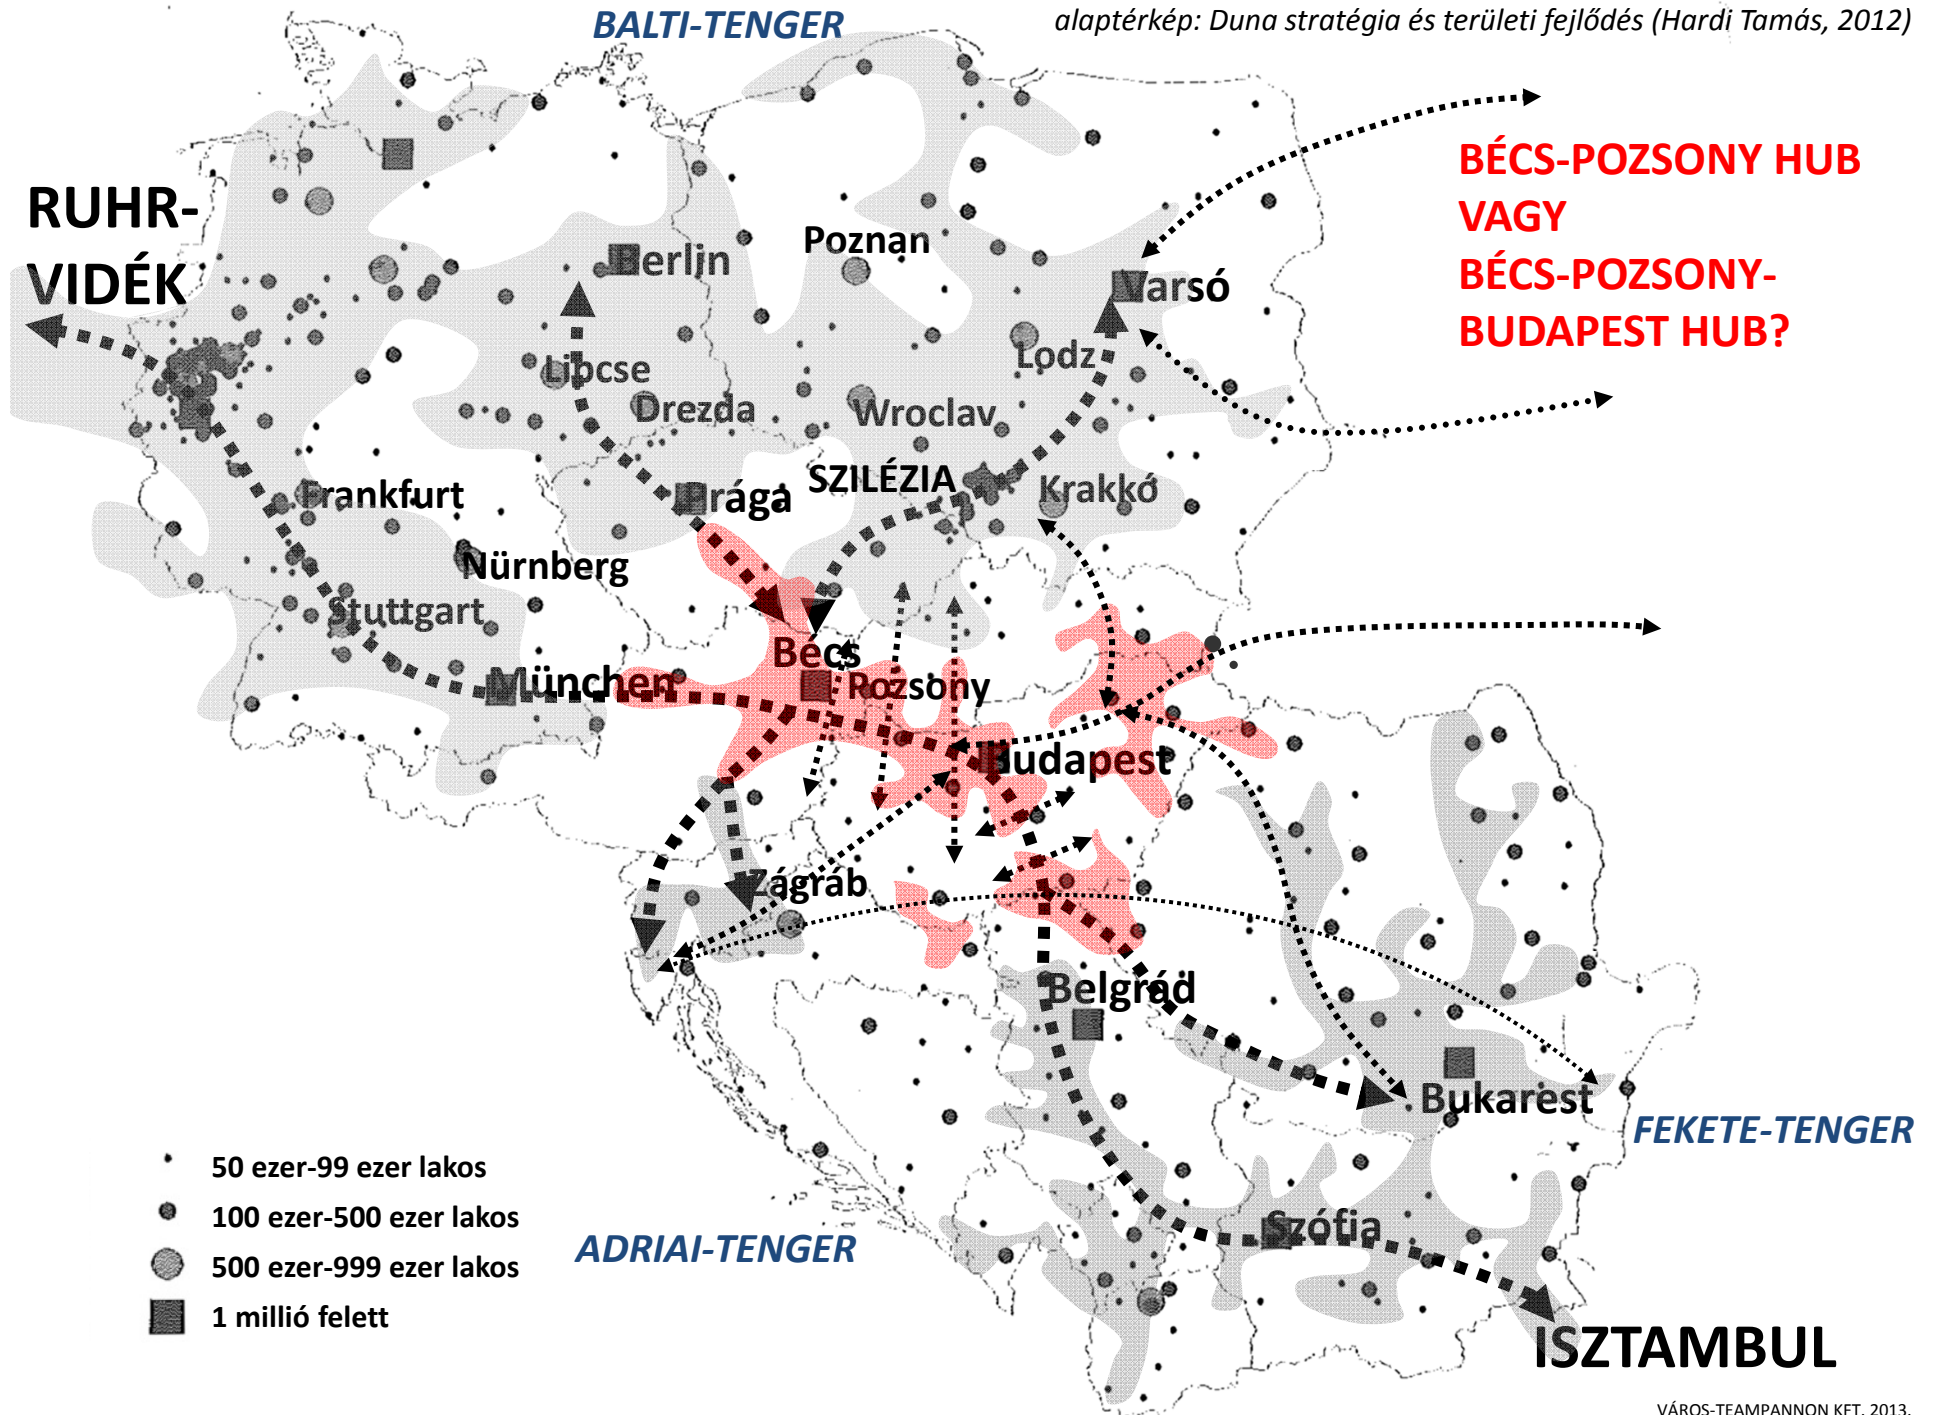 BALTI-TENGER
alaptérkép: Duna stratégia és területi fejlődés (Hardi Tamás, 2012)
BÉCS-POZSONY HUB
VAGY
BÉCS-POZSONY-
BUDAPEST HUB?
RUHR-
VIDÉK
Poznan
Berlin
Varsó
Lodz
Lipcse
Drezda
Wroclav
SZILÉZIA
Krakkó
Frankfurt
Prága
Nürnberg
Stuttgart
Bécs
München
Pozsony
Budapest
Zágráb
Belgrád
Bukarest
FEKETE-TENGER
50 ezer-99 ezer lakos
100 ezer-500 ezer lakos
500 ezer-999 ezer lakos
1 millió felett
ADRIAI-TENGER
Szófia
ISZTAMBUL
VÁROS-TEAMPANNON KFT. 2013.